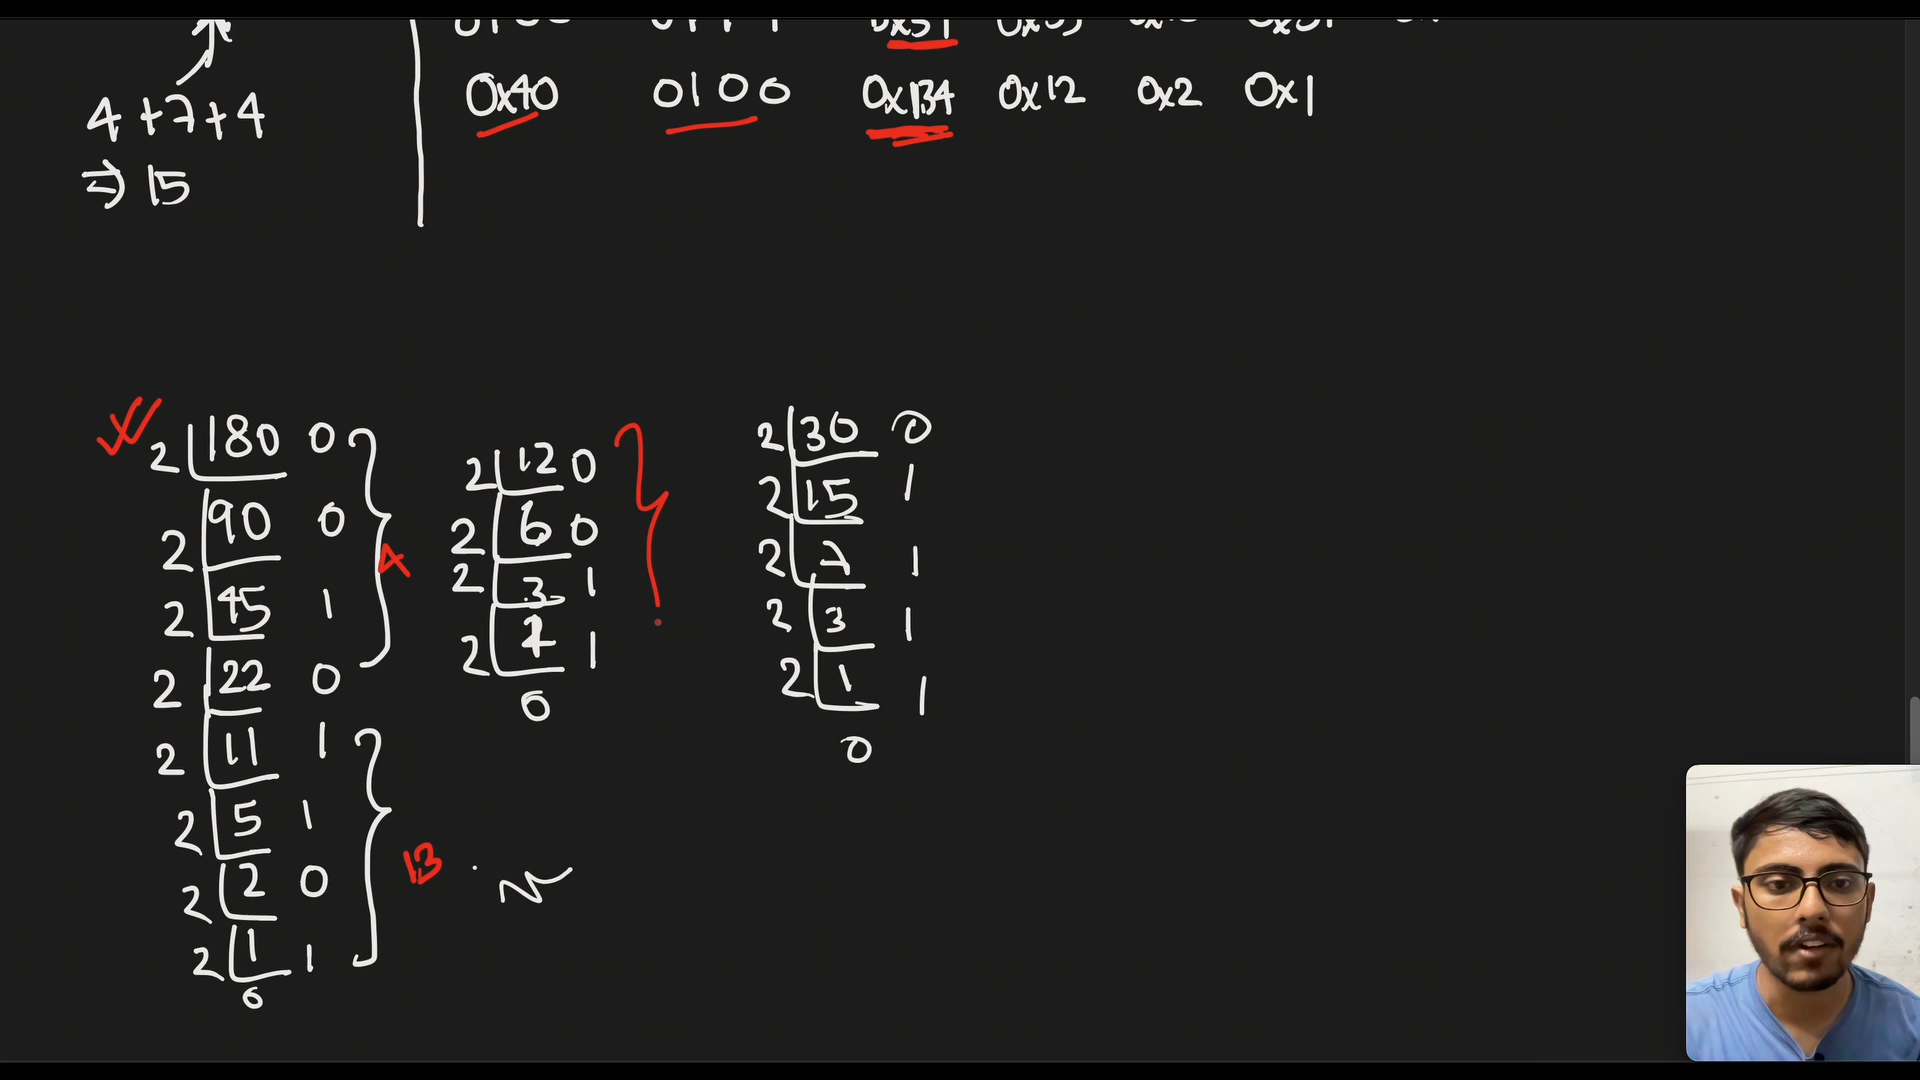 4 + 7 + 4
⇒ 15
0x40 0100 0x134 0x12 0x2 0x1
2 180 0
2 90 0
2 45 1
2 22 0
2 11 1
2 5 1
2 2 0
2 1 1
0
4
13
2 12 0
2 6 0
2 3 1
2 1 1
0
2 30 0
2 15 1
2 7 1
2 3 1
2 1 1
0